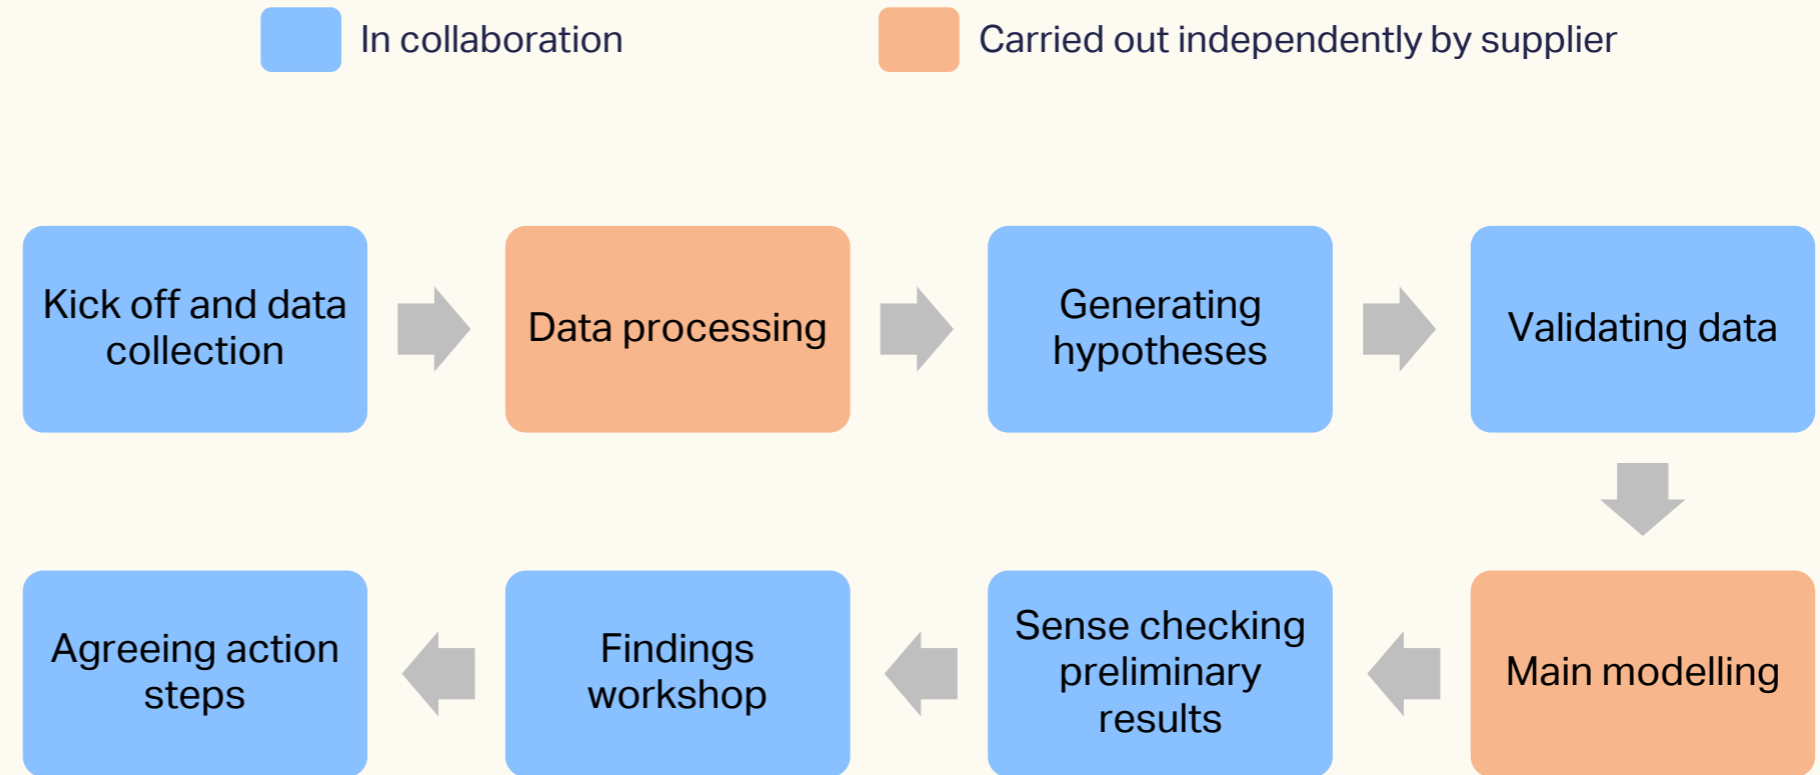 In collaboration
Carried out independently by supplier
Kick off and data
collection
Data processing
Generating
hypotheses
Validating data
Agreeing action
steps
Findings
workshop
Sense checking
preliminary
results
Main modelling